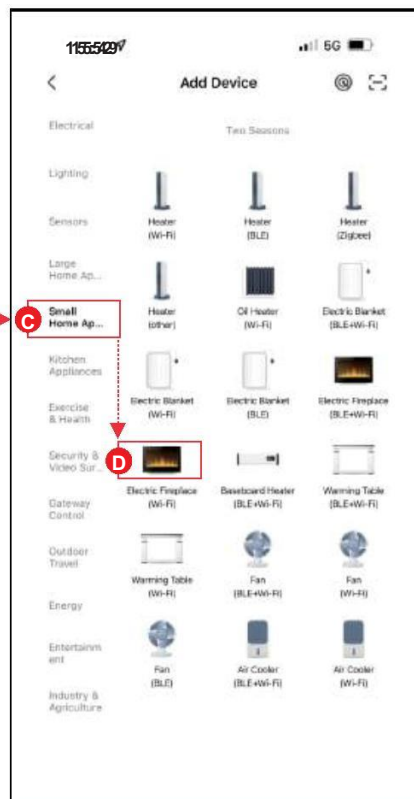 5G
Add Device
Electrical
Two Seasons
Lighting
Sensors
Heater
(Wi-Fi)
Heater
(BLE)
Heater
(Zigbee)
Large
Home Ap...
C
Small
Home Ap...
Heater
(other)
Oil Heater
(Wi-Fi)
Electric Blanket
(BLE+Wi-Fi)
Kitchen
Appliances
Electric Blanket
(Wi-Fi)
Electric Blanket
(BLE)
Electric Fireplace
(BLE+Wi-Fi)
Exercise
& Health
Security &
Video Sur...
D
Electric Fireplace
(Wi-Fi)
Baseboard Heater
(BLE+Wi-Fi)
Warming Table
(BLE+Wi-Fi)
Gateway
Control
Outdoor
Travel
Warming Table
(Wi-Fi)
Fan
(BLE+Wi-Fi)
Fan
(Wi-Fi)
Energy
Entertainm
ent
Fan
(BLE)
Air Cooler
(BLE+Wi-Fi)
Air Cooler
(Wi-Fi)
Industry &
Agriculture